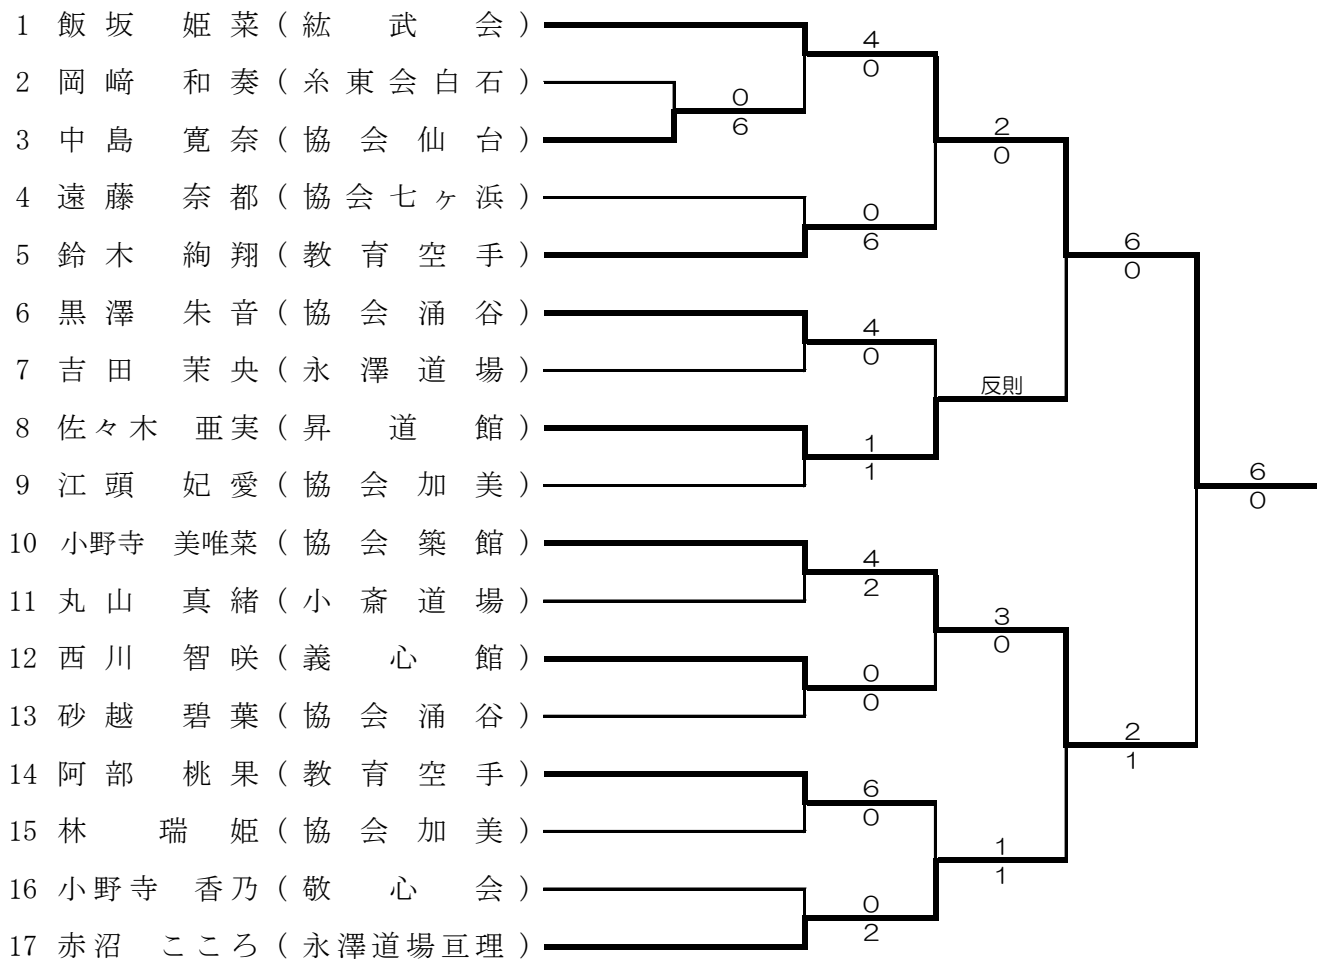 1 飯坂 姫菜(紘武会)
4
0
2 岡﨑 和奏(糸東会白石)
0
6
3 中島 寛奈(協会仙台)
2
0
4 遠藤 奈都(協会七ヶ浜)
0
6
5 鈴木 絢翔(教育空手)
6
0
6 黒澤 朱音(協会涌谷)
4
0
7 吉田 茉央(永澤道場)
反則
8 佐々木 亜実(昇道館)
1
1
9 江頭 妃愛(協会加美)
6
0
10 小野寺 美唯菜(協会築館)
4
2
11 丸山 真緒(小斎道場)
3
0
12 西川 智咲(義心館)
0
0
13 砂越 碧葉(協会涌谷)
2
1
14 阿部 桃果(教育空手)
6
0
15 林 瑞姫(協会加美)
1
1
16 小野寺 香乃(敬心会)
0
2
17 赤沼 こころ(永澤道場亘理)